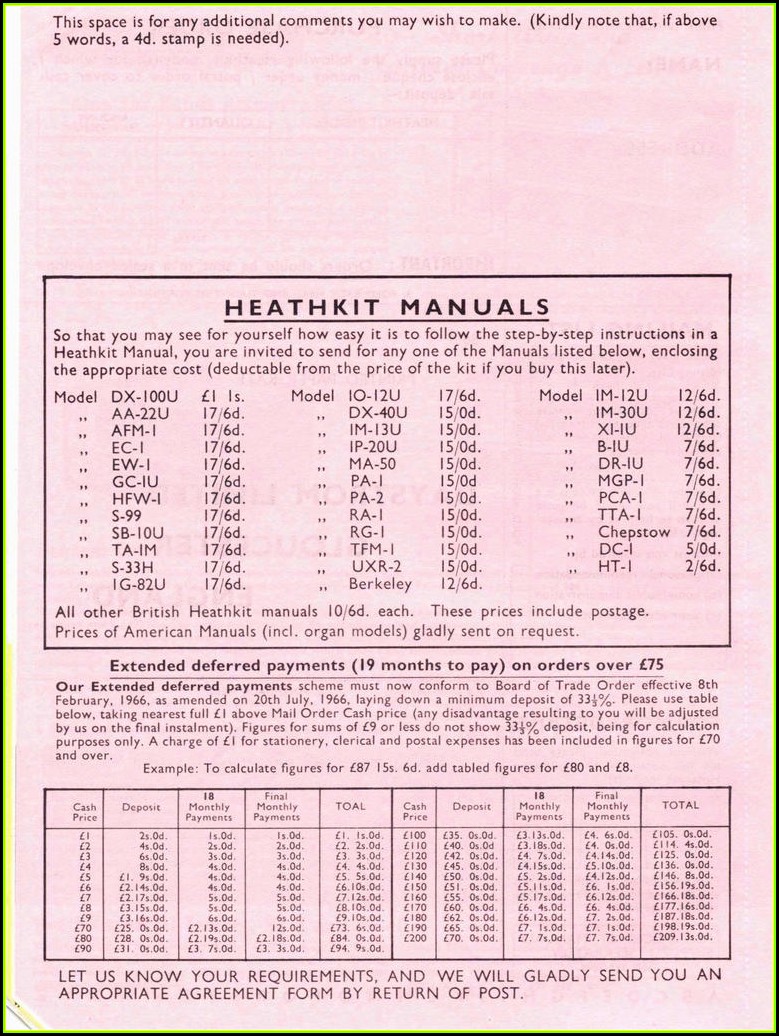 This space is for any additional comments you may wish to make. (Kindly note that, if above
5 words, a 4d. stamp is needed).
HEATHKIT MANUALS
So that you may see for yourself how easy it is to follow the step-by-step instructions in a
Heathkit Manual, you are invited to send for any one of the Manuals listed below, enclosing
the appropriate cost (deductable from the price of the kit if you buy this later).
Model DX-100U £1 1s. Model IO-12U 17/6d. Model IM-12U 12/6d.
,, AA-22U 17/6d. ,, DX-40U 15/0d. ,, IM-30U 12/6d.
,, AFM-1 17/6d. ,, IM-13U 15/0d. ,, XI-IU 12/6d.
,, EC-1 17/6d. ,, IP-20U 15/0d. ,, B-IU 7/6d.
,, EW-1 17/6d. ,, MA-50 15/0d. ,, DR-IU 7/6d.
,, GC-IU 17/6d. ,, PA-1 15/0d ,, MGP-1 7/6d.
,, HFW-1 17/6d. ,, PA-2 15/0d. ,, PCA-1 7/6d.
,, S-99 17/6d. ,, RA-1 15/0d. ,, TTA-1 7/6d.
,, SB-10U 17/6d. ,, RG-1 15/0d. ,, Chepstow 7/6d.
,, TA-IM 17/6d. ,, TFM-1 15/0d. ,, DC-1 5/0d.
,, S-33H 17/6d. ,, UXR-2 15/0d. ,, HT-1 2/6d.
,, IG-82U 17/6d. ,, Berkeley 12/6d.
All other British Heathkit manuals 10/6d. each. These prices include postage.
Prices of American Manuals (incl. organ models) gladly sent on request.
Extended deferred payments (19 months to pay) on orders over £75
Our Extended deferred payments scheme must now conform to Board of Trade Order effective 8th
February, 1966, as amended on 20th July, 1966, laying down a minimum deposit of 33⅓%. Please use table
below, taking nearest full £1 above Mail Order Cash price (any disadvantage resulting to you will be adjusted
by us on the final instalment). Figures for sums of £9 or less do not show 33⅓% deposit, being for calculation
purposes only. A charge of £1 for stationery, clerical and postal expenses has been included in figures for £70
and over.
Example: To calculate figures for £87 15s. 6d. add tabled figures for £80 and £8.
Cash Price Deposit 18 Monthly Payments Final Monthly Payments TOAL Cash Price Deposit 18 Monthly Payments Final Monthly Payments TOTAL
£1 2s.0d. 1s.0d. 1s.0d. £1. 1s.0d. £100 £35. 0s.0d. £3.13s.0d. £4. 6s.0d. £105. 0s.0d.
£2 4s.0d. 2s.0d. 2s.0d. £2. 2s.0d. £110 £40. 0s.0d £3.18s.0d. £4. 0s.0d. £114. 4s.0d.
£3 6s.0d. 3s.0d. 3s.0d. £3. 3s.0d. £120 £42. 0s.0d. £4. 7s.0d. £4.14s.0d. £125. 0s.0d.
£4 8s.0d. 4s.0d. 4s.0d. £4. 4s.0d. £130 £45. 0s.0d. £4.15s.0d. £5.10s.0d. £136. 0s.0d.
£5 £1. 9s.0d. 4s.0d. 4s.0d. £5. 5s.0d. £140 £50. 0s.0d. £5. 2s.0d. £4.12s.0d. £146. 8s.0d.
£6 £2.14s.0d. 4s.0d. 4s.0d. £6.10s.0d. £150 £51. 0s.0d. £5.11s.0d. £6. 1s.0d. £156.19s.0d.
£7 £2.17s.0d. 5s.0d. 5s.0d. £7.12s.0d. £160 £55. 0s.0d. £5.17s.0d. £6.12s.0d. £166.18s.0d.
£8 £3.15s.0d. 5s.0d. 5s.0d. £8.10s.0d. £170 £60. 0s.0d. £6. 4s.0d. £6. 4s.0d. £177.16s.0d.
£9 £3.16s.0d. 6s.0d. 6s.0d. £9.10s.0d. £180 £62. 0s.0d. £6.12s.0d. £7. 2s.0d. £187.18s.0d.
£70 £25. 0s.0d. £2.13s.0d. 12s.0d. £73. 6s.0d. £190 £65. 0s.0d. £7. 1s.0d. £7. 1s.0d. £198.19s.0d.
£80 £28. 0s.0d. £2.19s.0d. £2.18s.0d. £84. 0s.0d. £200 £70. 0s.0d. £7. 7s.0d. £7. 7s.0d. £209.13s.0d.
£90 £31. 0s.0d. £3. 7s.0d. £3. 3s.0d. £94. 9s.0d.
LET US KNOW YOUR REQUIREMENTS, AND WE WILL GLADLY SEND YOU AN
APPROPRIATE AGREEMENT FORM BY RETURN OF POST.